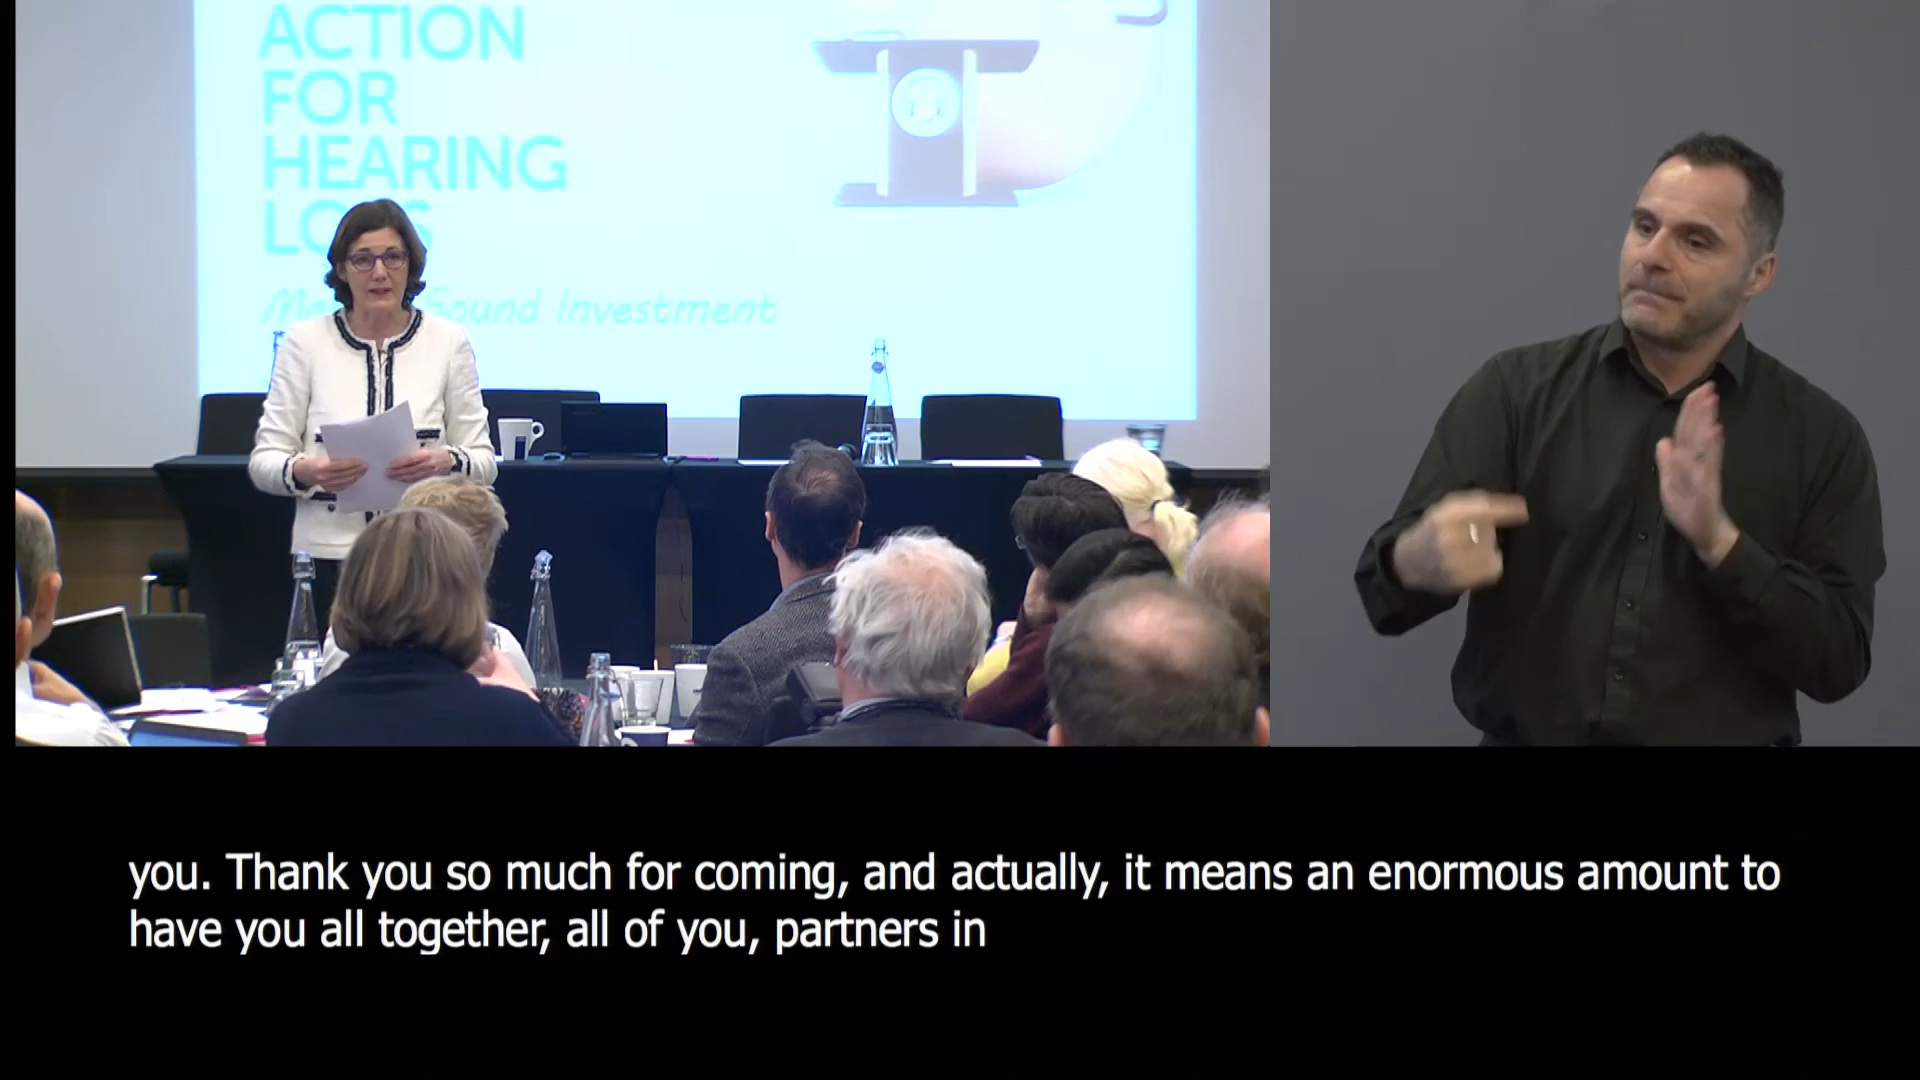 ACTION
FOR
HEARING
Sound Investment
you. Thank you so much for coming, and actually, it means an enormous amount to
have you all together, all of you, partners in